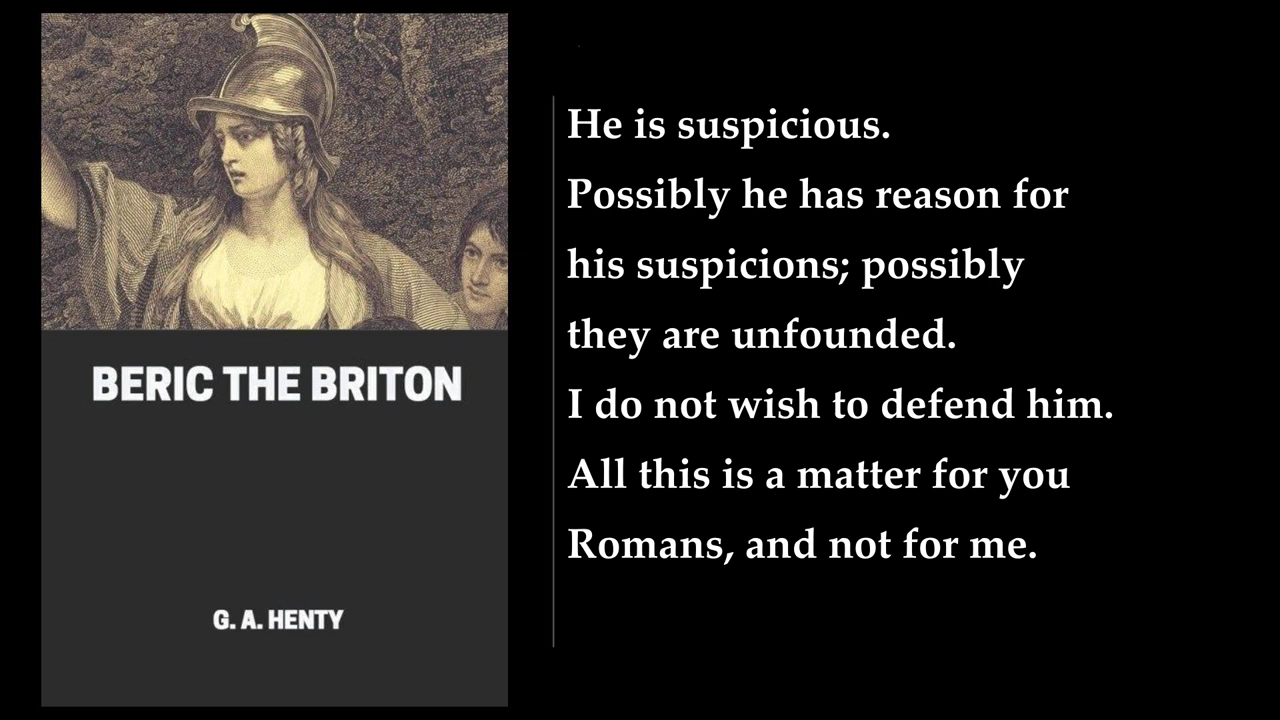 BERIC THE BRITON
G. A. HENTY
He is suspicious.
Possibly he has reason for
his suspicions; possibly
they are unfounded.
I do not wish to defend him.
All this is a matter for you
Romans, and not for me.